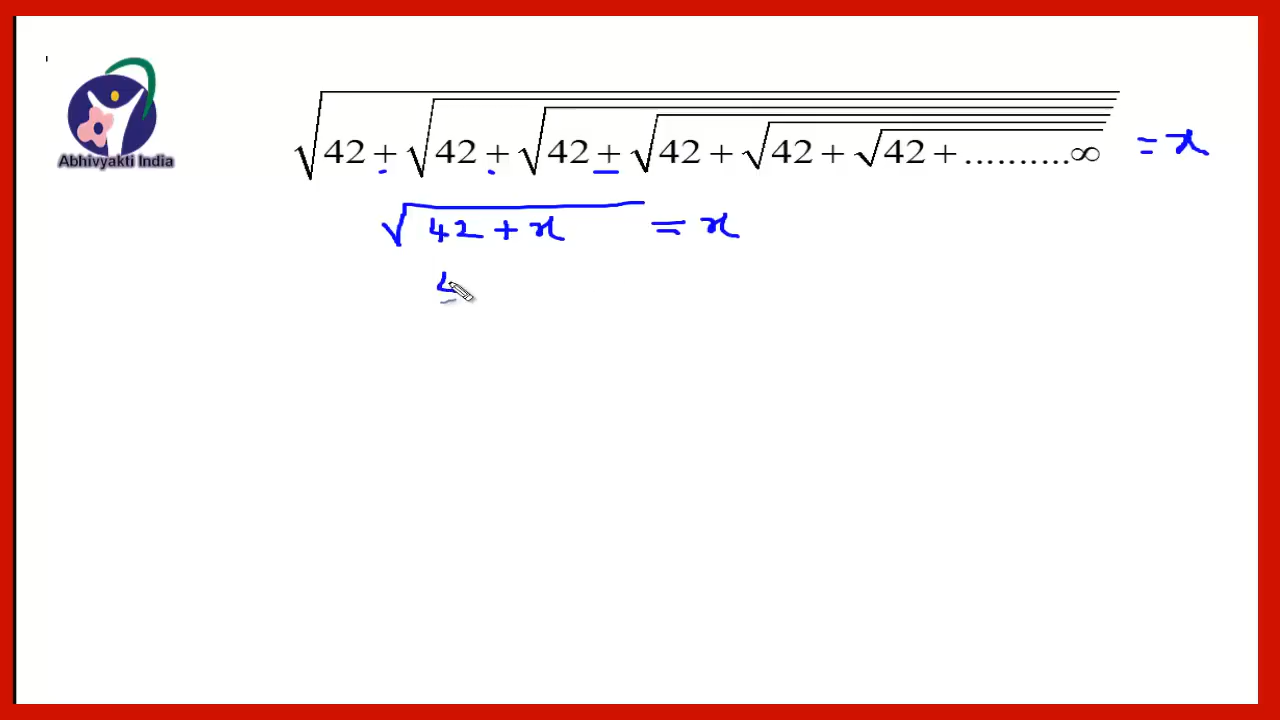 Abhivyakti India
√42 + √42 + √42 + √42 + √42 + √42 + ..........∞ = x
√42 + x = x